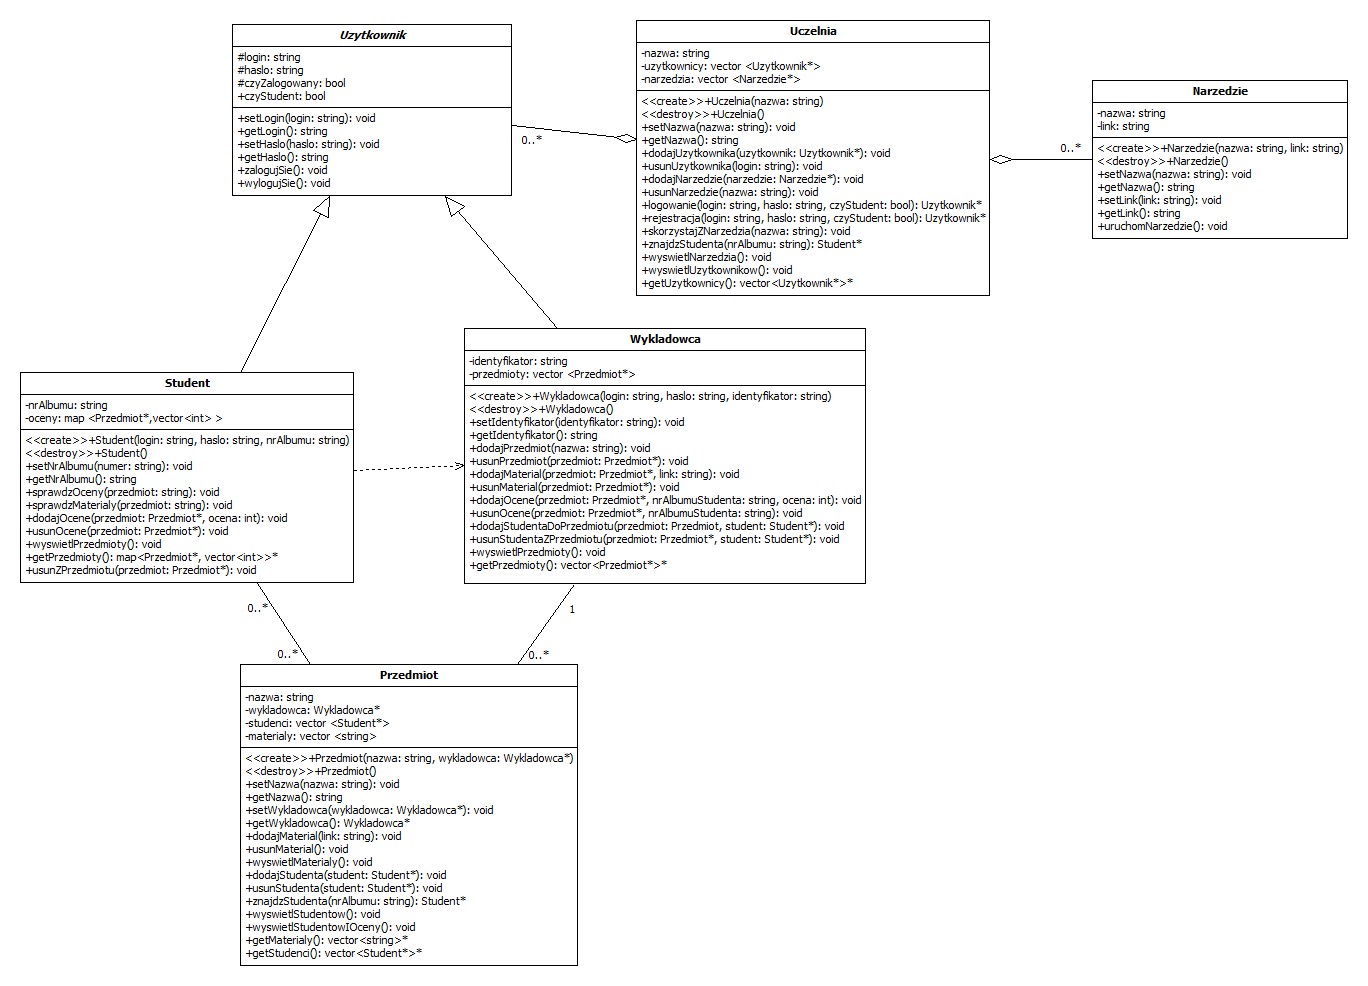 Uzytkownik
#login: string
#haslo: string
#czyZalogowany: bool
+czyStudent: bool
+setLogin(login: string): void
+getLogin(): string
+setHaslo(haslo: string): void
+getHaslo(): string
+zalogujSie(): void
+wylogujSie(): void
0..*
Uczelnia
-nazwa: string
-uzytkownicy: vector <Uzytkownik*>
-narzedzia: vector <Narzedzie*>
<<create>>+Uczelnia(nazwa: string)
<<destroy>>+Uczelnia()
+setNazwa(nazwa: string): void
+getNazwa(): string
+dodajUzytkownika(uzytkownik: Uzytkownik*): void
+usunUzytkownika(login: string): void
+dodajNarzedzie(narzedzie: Narzedzie*): void
+usunNarzedzie(nazwa: string): void
+logowanie(login: string, haslo: string, czyStudent: bool): Uzytkownik*
+rejestracja(login: string, haslo: string, czyStudent: bool): Uzytkownik*
+skorzystajZNarzedzia(nazwa: string): void
+znajdzStudenta(nrAlbumu: string): Student*
+wyswietlNarzedzia(): void
+wyswietlUzytkownikow(): void
+getUzytkownicy(): vector<Uzytkownik*>*
0..*
Narzedzie
-nazwa: string
-link: string
<<create>>+Narzedzie(nazwa: string, link: string)
<<destroy>>+Narzedzie()
+setNazwa(nazwa: string): void
+getNazwa(): string
+setLink(link: string): void
+getLink(): string
+uruchomNarzedzie(): void
Student
-nrAlbumu: string
-oceny: map <Przedmiot*,vector<int> >
<<create>>+Student(login: string, haslo: string, nrAlbumu: string)
<<destroy>>+Student()
+setNrAlbumu(numer: string): void
+getNrAlbumu(): string
+sprawdzOceny(przedmiot: string): void
+sprawdzMaterialy(przedmiot: string): void
+dodajOcene(przedmiot: Przedmiot*, ocena: int): void
+usunOcene(przedmiot: Przedmiot*): void
+wyswietlPrzedmioty(): void
+getPrzedmioty(): map<Przedmiot*, vector<int>>*
+usunZPrzedmiotu(przedmiot: Przedmiot*): void
Wykladowca
-identyfikator: string
-przedmioty: vector <Przedmiot*>
<<create>>+Wykladowca(login: string, haslo: string, identyfikator: string)
<<destroy>>+Wykladowca()
+setIdentyfikator(identyfikator: string): void
+getIdentyfikator(): string
+dodajPrzedmiot(nazwa: string): void
+usunPrzedmiot(przedmiot: Przedmiot*): void
+dodajMaterial(przedmiot: Przedmiot*, link: string): void
+usunMaterial(przedmiot: Przedmiot*): void
+dodajOcene(przedmiot: Przedmiot*, nrAlbumuStudenta: string, ocena: int): void
+usunOcene(przedmiot: Przedmiot*, nrAlbumuStudenta: string): void
+dodajStudentaDoPrzedmiotu(przedmiot: Przedmiot, student: Student*): void
+usunStudentaZPrzedmiotu(przedmiot: Przedmiot*, student: Student*): void
+wyswietlPrzedmioty(): void
+getPrzedmioty(): vector<Przedmiot*>*
0..*
1
0..*
0..*
Przedmiot
-nazwa: string
-wykladowca: Wykladowca*
-studenci: vector <Student*>
-materialy: vector <string>
<<create>>+Przedmiot(nazwa: string, wykladowca: Wykladowca*)
<<destroy>>+Przedmiot()
+setNazwa(nazwa: string): void
+getNazwa(): string
+setWykladowca(wykladowca: Wykladowca*): void
+getWykladowca(): Wykladowca*
+dodajMaterial(link: string): void
+usunMaterial(): void
+wyswietlMaterialy(): void
+dodajStudenta(student: Student*): void
+usunStudenta(student: Student*): void
+znajdzStudenta(nrAlbumu: string): Student*
+wyswietlStudentow(): void
+wyswietlStudentowIOceny(): void
+getMaterialy(): vector<string>*
+getStudenci(): vector<Student*>*